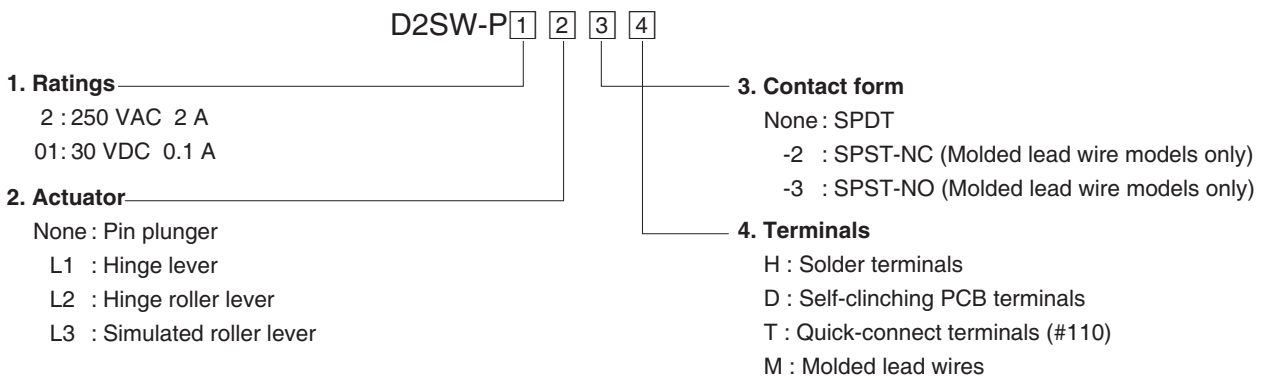 D2SW-P1 2 3 4
1. Ratings
2 : 250 VAC 2 A
01: 30 VDC 0.1 A
2. Actuator
None : Pin plunger
L1 : Hinge lever
L2 : Hinge roller lever
L3 : Simulated roller lever
3. Contact form
None : SPDT
-2 : SPST-NC (Molded lead wire models only)
-3 : SPST-NO (Molded lead wire models only)
4. Terminals
H : Solder terminals
D : Self-clinching PCB terminals
T : Quick-connect terminals (#110)
M : Molded lead wires